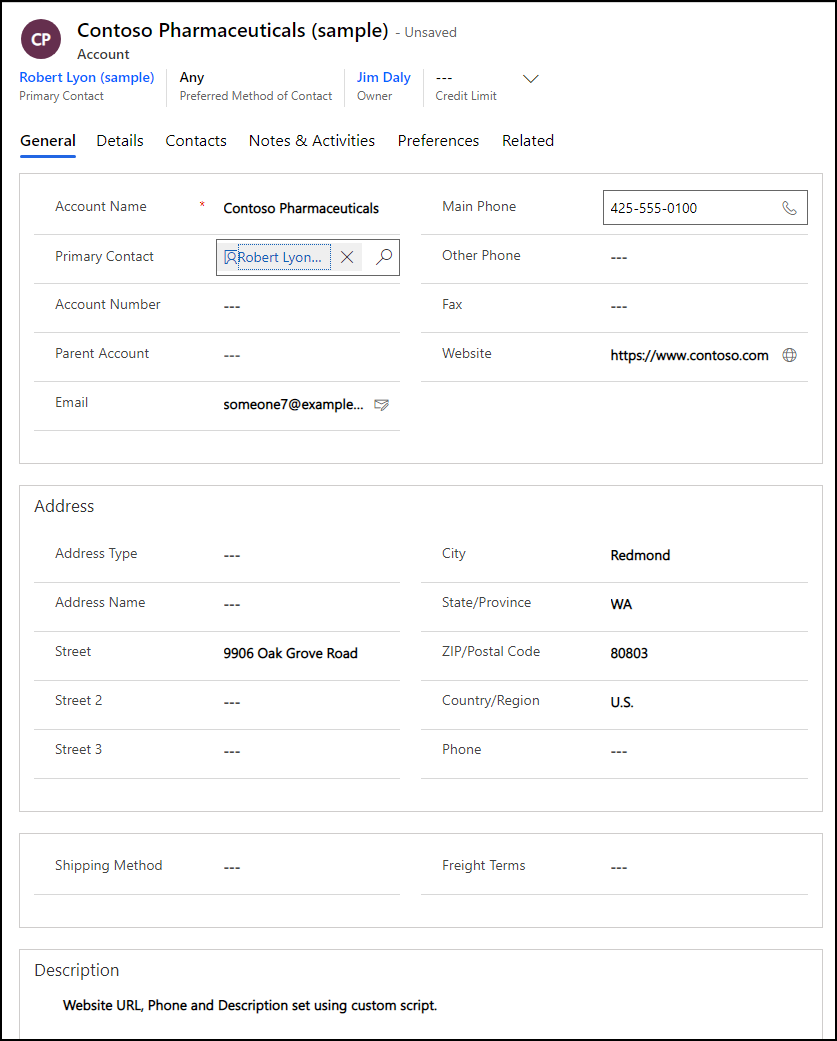 CP
Contoso Pharmaceuticals (sample) - Unsaved
Account
Robert Lyon (sample) Any Jim Daly ---
Primary Contact Preferred Method of Contact Owner Credit Limit
General Details Contacts Notes & Activities Preferences Related
Account Name * Contoso Pharmaceuticals Main Phone 425-555-0100
Primary Contact Robert Lyon... Other Phone ---
Account Number --- Fax ---
Parent Account --- Website https://www.contoso.com
Email someone7@example...
Address
Address Type --- City Redmond
Address Name --- State/Province WA
Street 9906 Oak Grove Road ZIP/Postal Code 80803
Street 2 --- Country/Region U.S.
Street 3 --- Phone ---
Shipping Method --- Freight Terms ---
Description
Website URL, Phone and Description set using custom script.